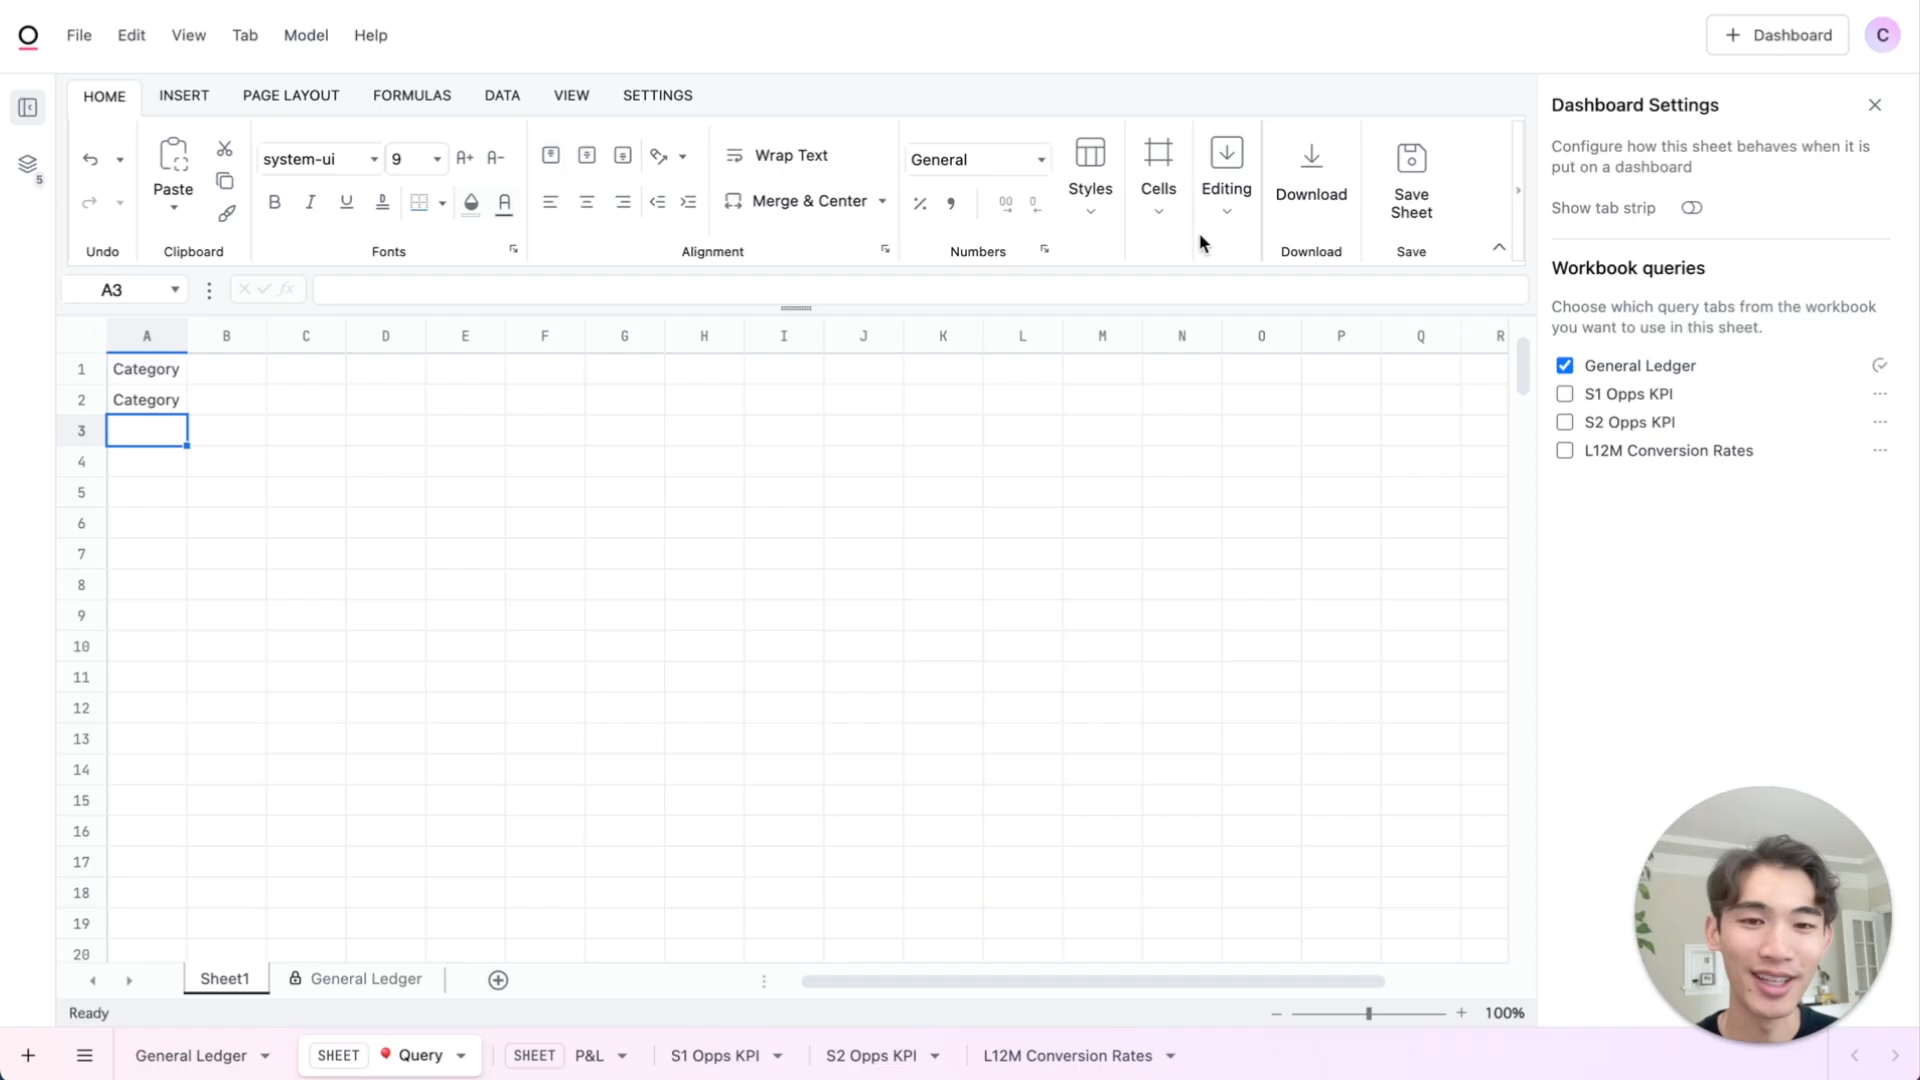 File Edit View Tab Model Help
Dashboard
C
HOME INSERT PAGE LAYOUT FORMULAS DATA VIEW SETTINGS
5
Undo
Paste
Clipboard
system-ui 9 A+ A-
B I U D A
Fonts
Wrap Text
Merge & Center
Alignment
General
Numbers
Styles
Cells
Editing
Download
Download
Save
Sheet
Save
A3
fx
A B C D E F G H I J K L M N O P Q R
1 Category
2 Category
3
4
5
6
7
8
9
10
11
12
13
14
15
16
17
18
19
20
Sheet1 General Ledger
Ready
100%
Dashboard Settings
Configure how this sheet behaves when it is
put on a dashboard
Show tab strip
Workbook queries
Choose which query tabs from the workbook
you want to use in this sheet.
General Ledger
S1 Opps KPI
S2 Opps KPI
L12M Conversion Rates
General Ledger SHEET Query SHEET P&L S1 Opps KPI S2 Opps KPI L12M Conversion Rates